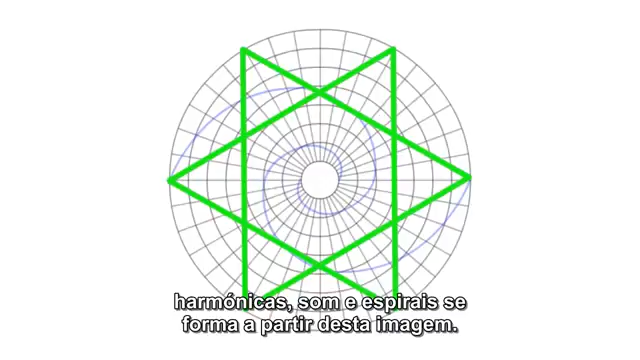 harmónicas, som e espirais se
forma a partir desta imagem.